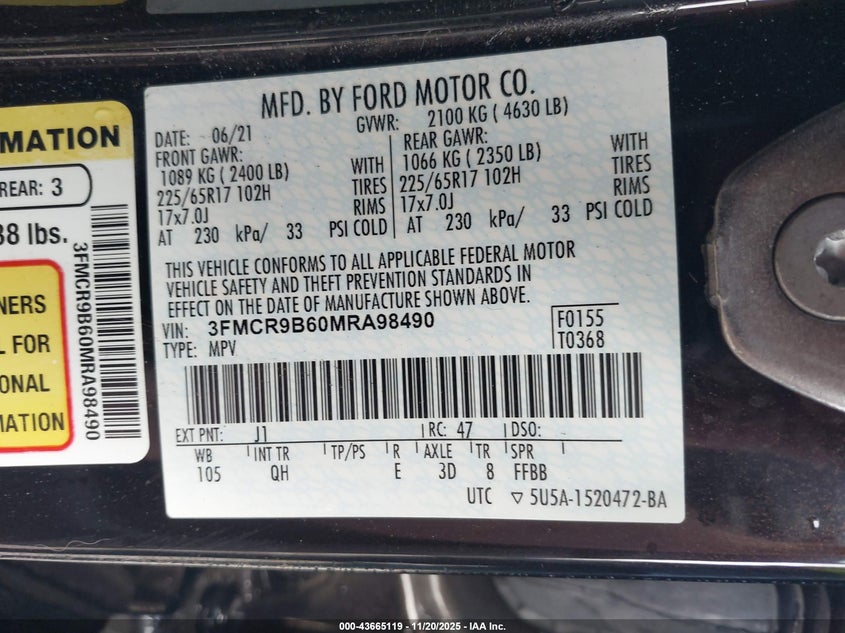 MFD. BY FORD MOTOR CO.
DATE: 06/21 GVWR: 2100 KG ( 4630 LB)
FRONT GAWR: REAR GAWR:
1089 KG ( 2400 LB) WITH 1066 KG ( 2350 LB) WITH
225/65R17 102H TIRES 225/65R17 102H TIRES
17x7.0J RIMS 17x7.0J RIMS
AT 230 kPa/ 33 PSI COLD AT 230 kPa/ 33 PSI COLD
THIS VEHICLE CONFORMS TO ALL APPLICABLE FEDERAL MOTOR
VEHICLE SAFETY AND THEFT PREVENTION STANDARDS IN
EFFECT ON THE DATE OF MANUFACTURE SHOWN ABOVE.
VIN: 3FMCR9B60MRA98490 F0155
TYPE: MPV T0368
EXT PNT: J1 RC: 47 DSO:
WB INT TR TP/PS R AXLE TR SPR
105 QH E 3D 8 FFBB
UTC ▽ 5U5A-1520472-BA
MATION
REAR: 3
38 lbs.
3FMCR9B60MRA98490
NERS
L FOR
ONAL
MATION
000-43665119 - 11/20/2025 - IAA Inc.